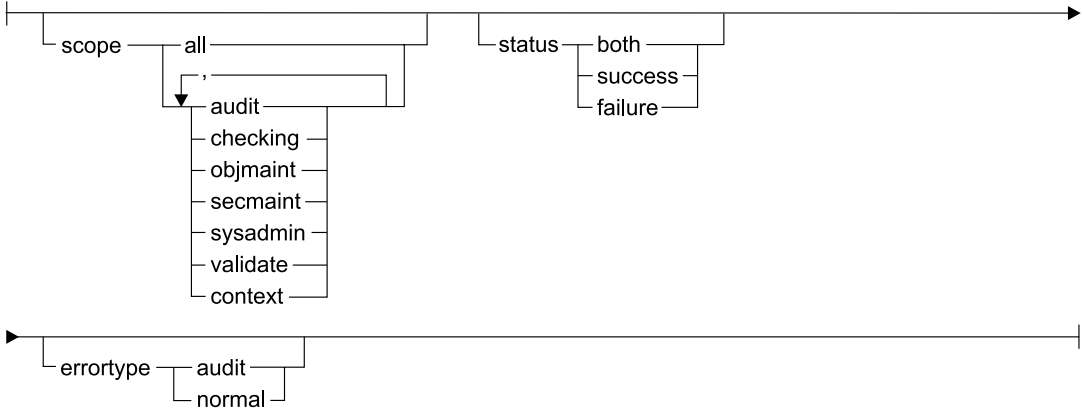 scope all status both
, success
audit failure
checking
objmaint
secmaint
sysadmin
validate
context
errortype audit
normal